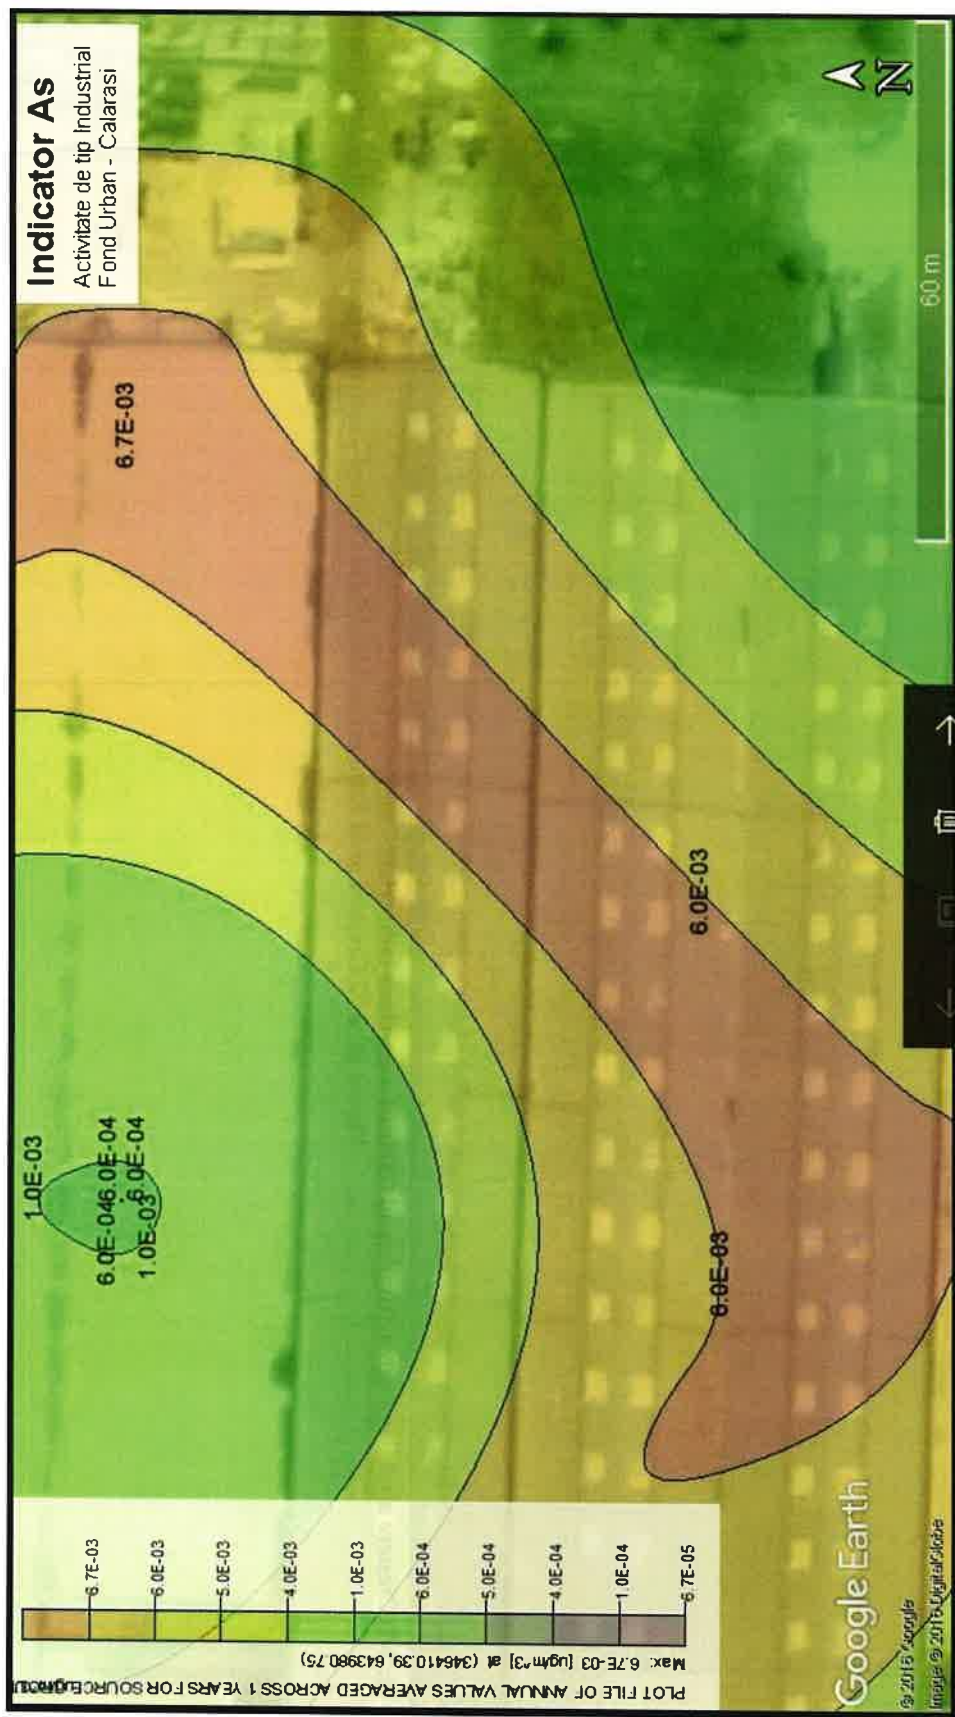 Indicator As
Activitate de tip Industrial
Fond Urban - Calarasi
6.7E-03
1.0E-03
6.0E-04
6.0E-04
6.0E-04
1.0E-03
6.0E-03
6.0E-03
PLOT FILE OF ANNUAL VALUES AVERAGED ACROSS 1 YEARS FOR SOURCE GROUP:
Max: 6.7E-03 [ug/m^3] at (346410.39, 643980.75)
6.7E-03
6.0E-03
5.0E-03
4.0E-03
1.0E-03
6.0E-04
5.0E-04
4.0E-04
1.0E-04
6.7E-05
N
60 m
Google Earth
© 2016 Google
Image © 2016 DigitalGlobe